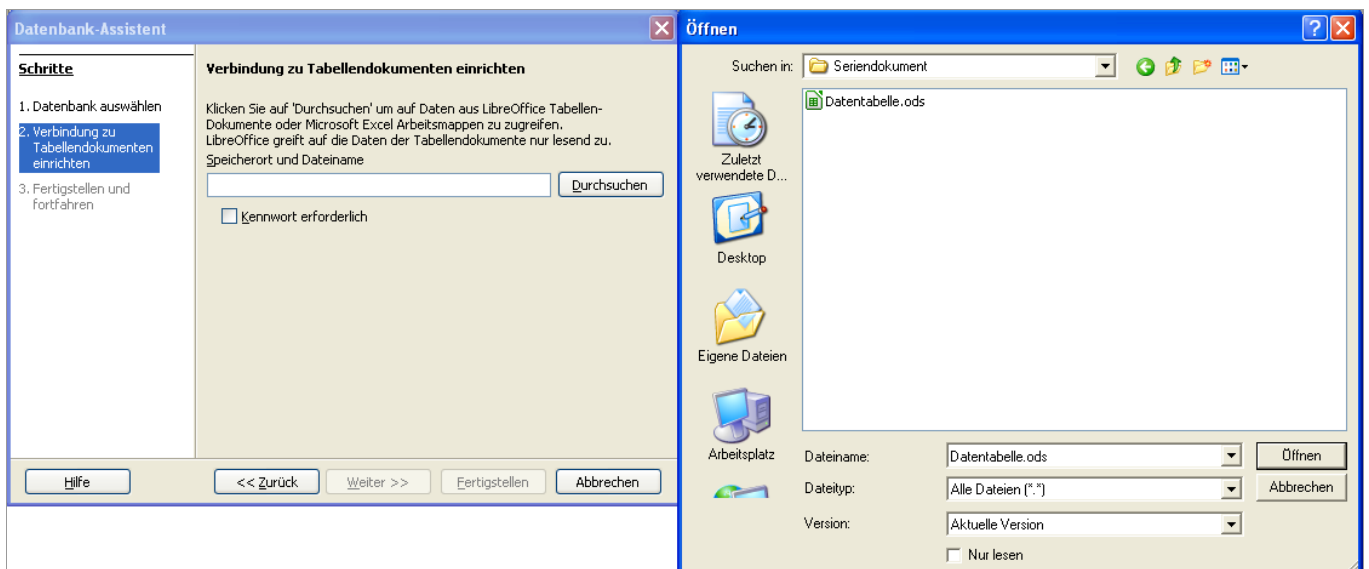 Datenbank-Assistent
Schritte
1. Datenbank auswählen
2. Verbindung zu
Tabellendokumenten
einrichten
3. Fertigstellen und
fortfahren
Verbindung zu Tabellendokumenten einrichten
Klicken Sie auf 'Durchsuchen' um auf Daten aus LibreOffice Tabellen-
Dokumente oder Microsoft Excel Arbeitsmappen zu zugreifen.
LibreOffice greift auf die Daten der Tabellendokumente nur lesend zu.
Speicherort und Dateiname
Durchsuchen
Kennwort erforderlich
Hilfe
<< Zurück
Weiter >>
Fertigstellen
Abbrechen
Öffnen
Suchen in:
Seriendokument
Datentabelle.ods
Zuletzt
verwendete D...
Desktop
Eigene Dateien
Arbeitsplatz
Dateiname:
Datentabelle.ods
Öffnen
Dateityp:
Alle Dateien (*.*)
Abbrechen
Version:
Aktuelle Version
Nur lesen